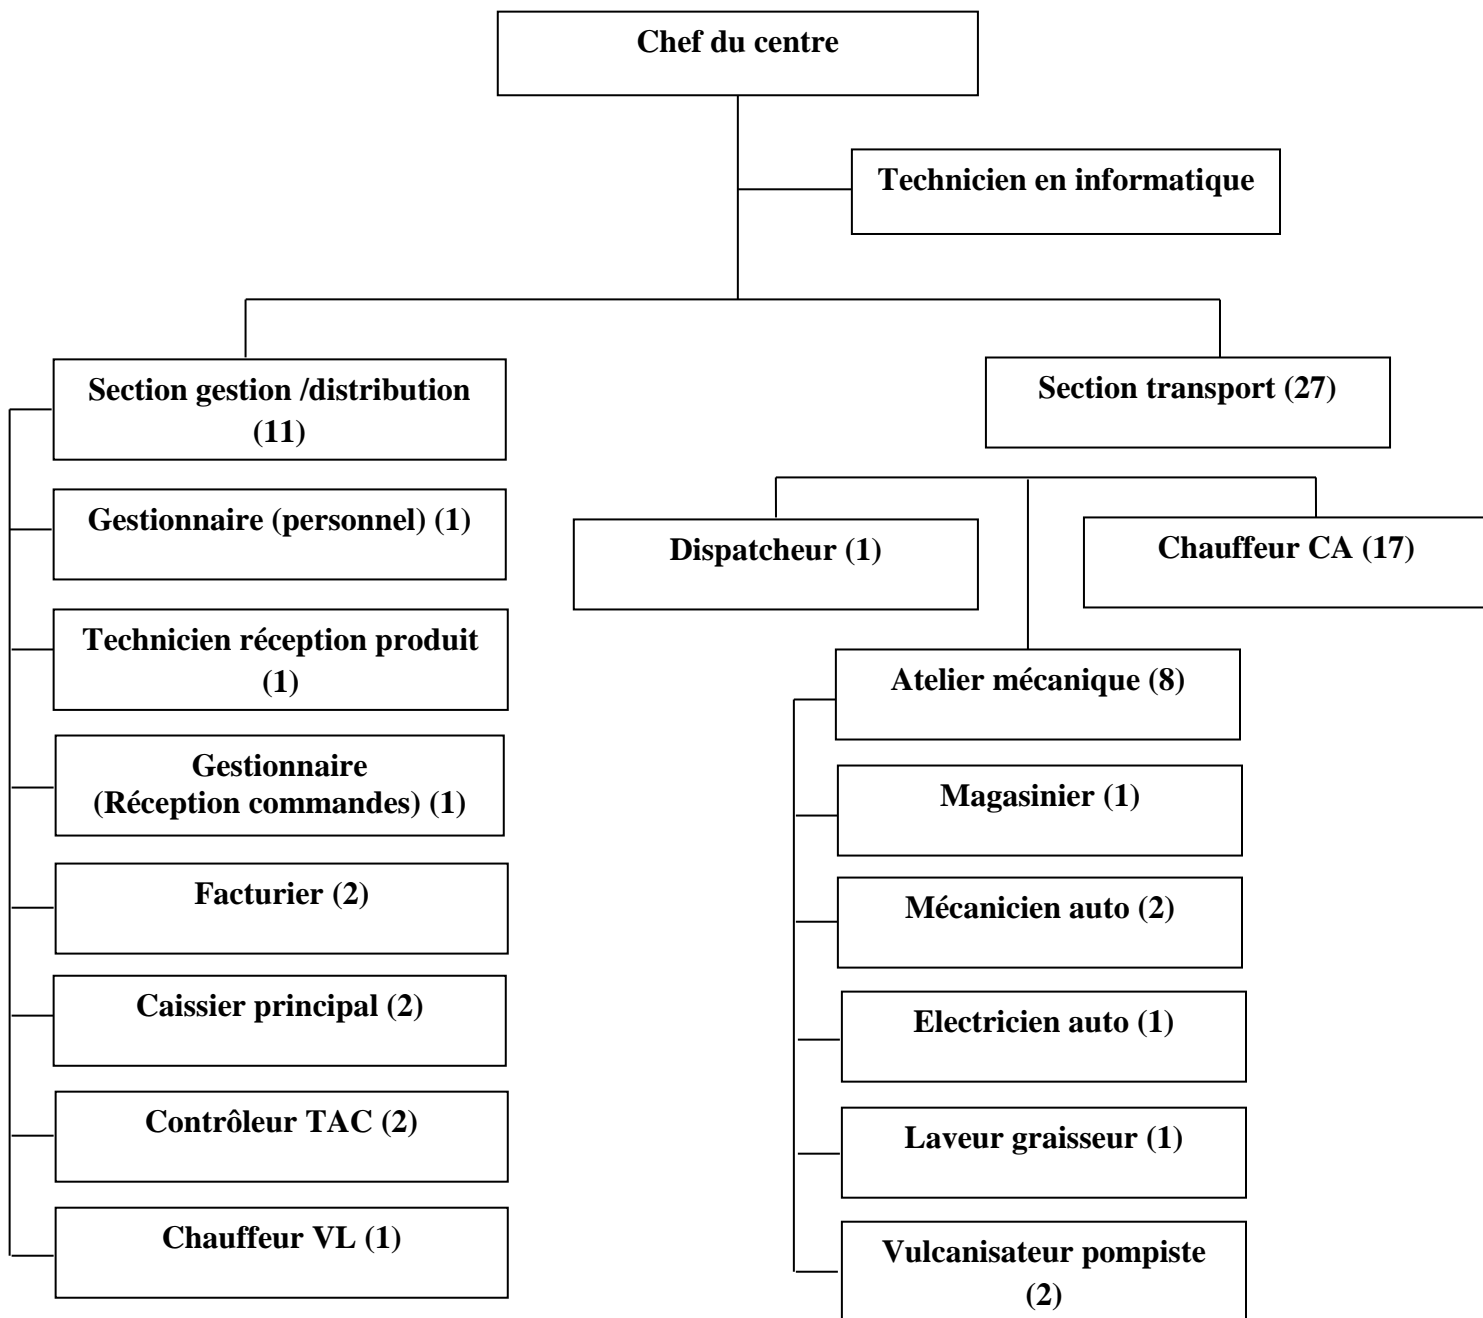 Chef du centre
Technicien en informatique
Section gestion /distribution
(11)
Section transport (27)
Gestionnaire (personnel) (1)
Dispatcheur (1)
Chauffeur CA (17)
Technicien réception produit
(1)
Atelier mécanique (8)
Gestionnaire
(Réception commandes) (1)
Magasinier (1)
Facturier (2)
Mécanicien auto (2)
Caissier principal (2)
Electricien auto (1)
Contrôleur TAC (2)
Laveur graisseur (1)
Chauffeur VL (1)
Vulcanisateur pompiste
(2)